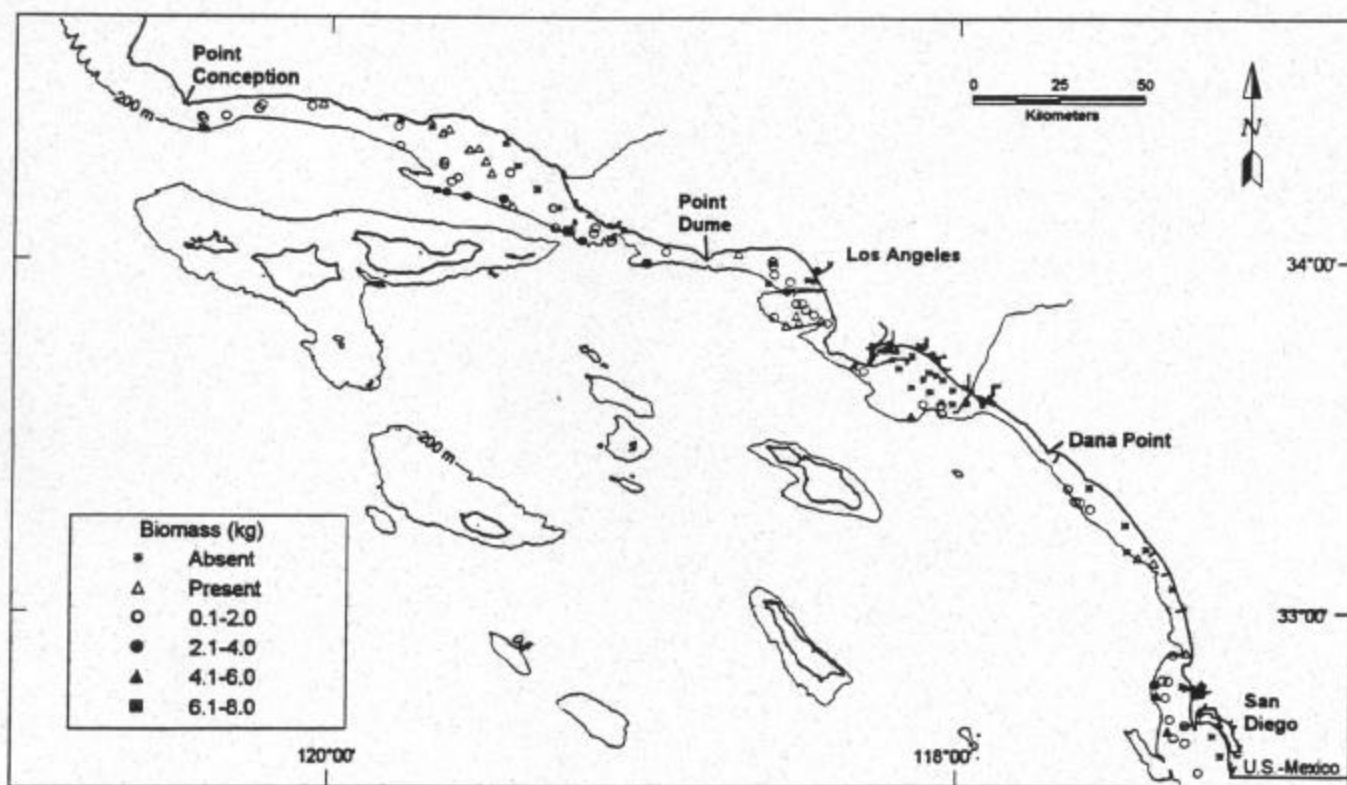 Point
Conception
200 m
0 25 50
Kilometers
N
Point
Dume
Los Angeles
34°00'
Dana Point
200 m
Biomass (kg)
Absent
Present
0.1-2.0
2.1-4.0
4.1-6.0
6.1-8.0
33°00'
San
Diego
120°00'
118°00'
U.S.-Mexico